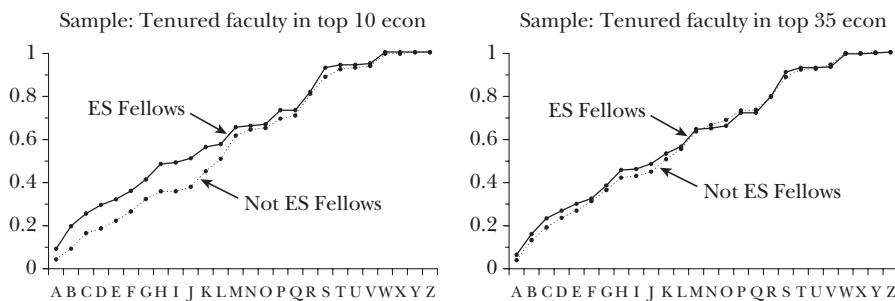 Sample: Tenured faculty in top 10 econ
1
0.8
0.6
0.4
0.2
0
ES Fellows
Not ES Fellows
A B C D E F G H I J K L M N O P Q R S T U V W X Y Z
Sample: Tenured faculty in top 35 econ
1
0.8
0.6
0.4
0.2
0
ES Fellows
Not ES Fellows
A B C D E F G H I J K L M N O P Q R S T U V W X Y Z